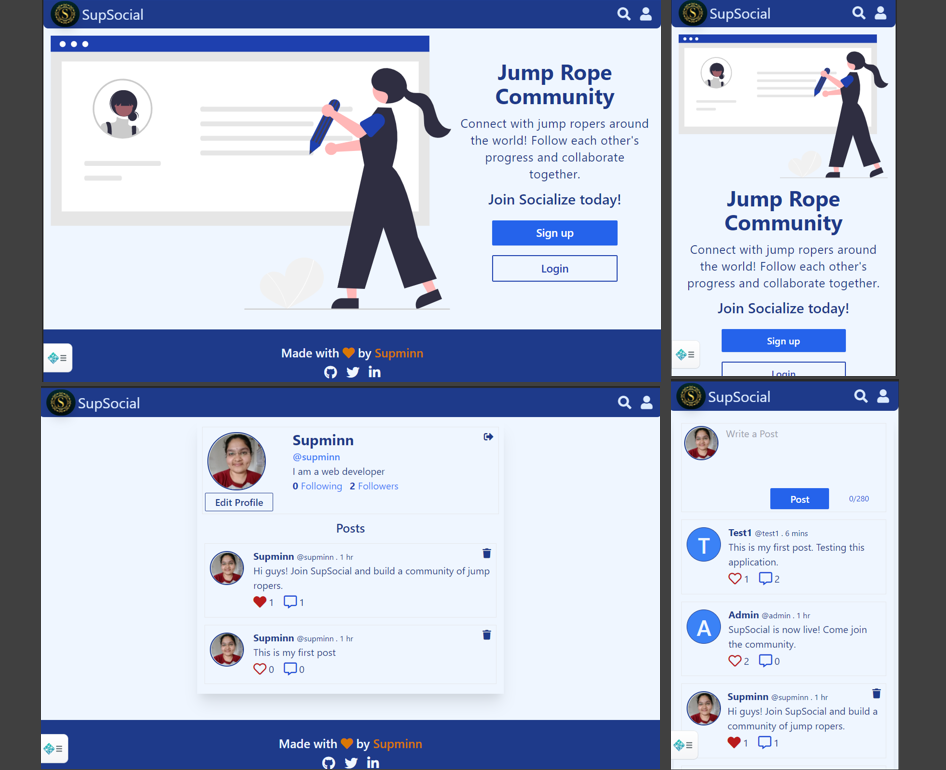 SupSocial
Jump Rope
Community
Connect with jump ropers around
the world! Follow each other's
progress and collaborate
together.
Join Socialize today!
Sign up
Login
Made with by Supminn
SupSocial
Jump Rope
Community
Connect with jump ropers around
the world! Follow each other's
progress and collaborate together.
Join Socialize today!
Sign up
Login
SupSocial
Supminn
@supminn
I am a web developer
0 Following 2 Followers
Edit Profile
Posts
Supminn @supminn . 1 hr
Hi guys! Join SupSocial and build a community of jump
ropers.
1 1
Supminn @supminn . 1 hr
This is my first post
0 0
Made with by Supminn
SupSocial
Write a Post
Post 0/280
T
Test1 @test1 . 6 mins
This is my first post. Testing this
application.
1 2
A
Admin @admin . 1 hr
SupSocial is now live! Come join
the community.
2 0
Supminn @supminn . 1 hr
Hi guys! Join SupSocial and build a
community of jump ropers.
1 1